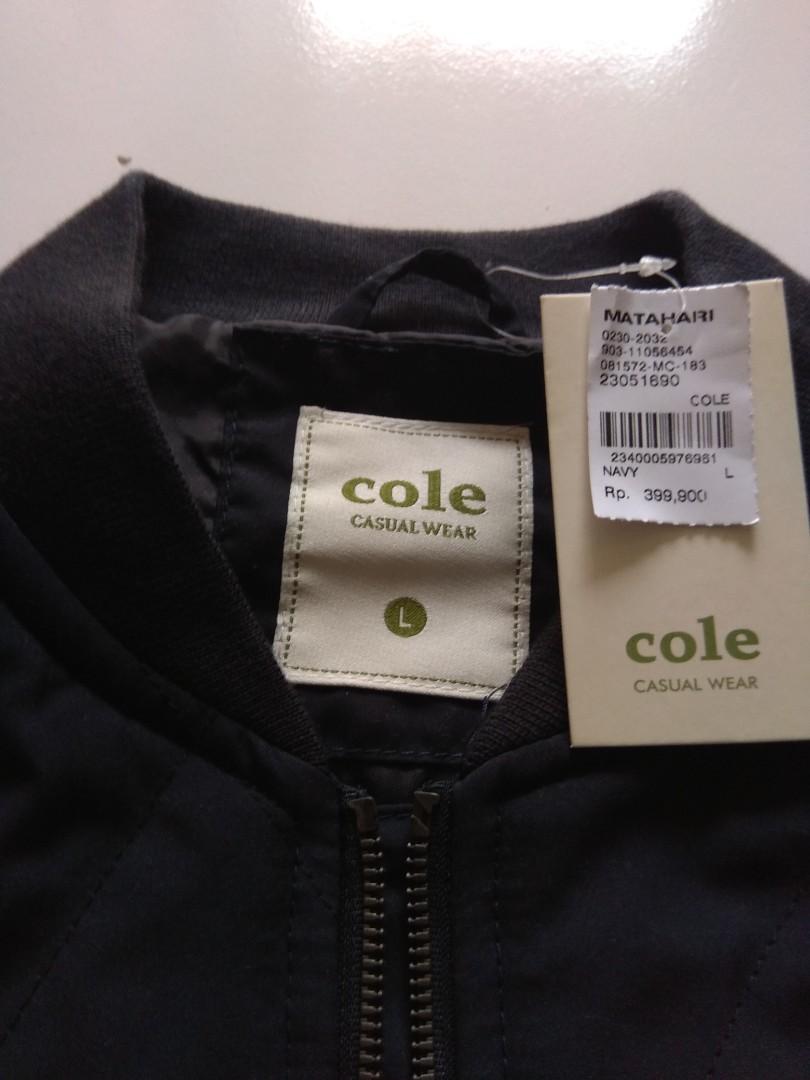 MATAHARI
0230-2032
903-11056454
081572-MC-183
23051690
COLE
2340005976981
NAVY L
Rp. 399,900
cole
CASUAL WEAR
L
cole
CASUAL WEAR